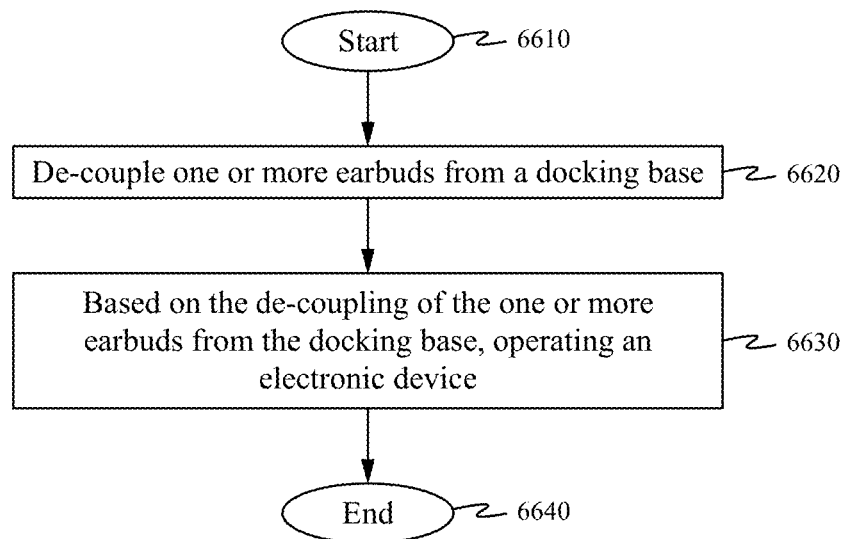 Start
6610
De-couple one or more earbuds from a docking base
6620
Based on the de-coupling of the one or more
earbuds from the docking base, operating an
electronic device
6630
End
6640